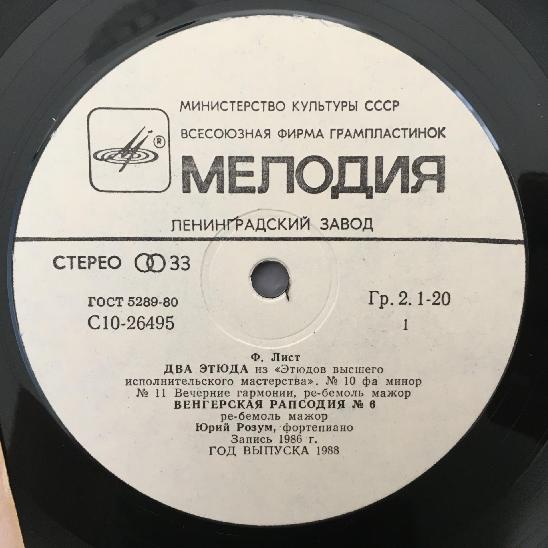 МИНИСТЕРСТВО КУЛЬТУРЫ СССР
ВСЕСОЮЗНАЯ ФИРМА ГРАМПЛАСТИНОК
®
МЕЛОДИЯ
ЛЕНИНГРАДСКИЙ ЗАВОД
СТЕРЕО 33
ГОСТ 5289-80
С10-26495
Гр. 2. 1-20
1
Ф. Лист
ДВА ЭТЮДА из «Этюдов высшего
исполнительского мастерства». № 10 фа минор
№ 11 Вечерние гармонии, ре-бемоль мажор
ВЕНГЕРСКАЯ РАПСОДИЯ № 6
ре-бемоль мажор
Юрий Розум, фортепиано
Запись 1986 г.
ГОД ВЫПУСКА 1988